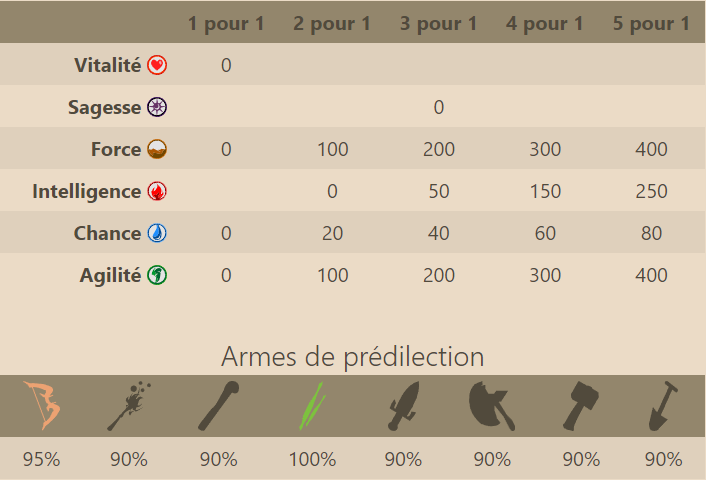 1 pour 1 2 pour 1 3 pour 1 4 pour 1 5 pour 1
Vitalité 0
Sagesse 0
Force 0 100 200 300 400
Intelligence 0 50 150 250
Chance 0 20 40 60 80
Agilité 0 100 200 300 400
Armes de prédilection
95% 90% 90% 100% 90% 90% 90% 90%